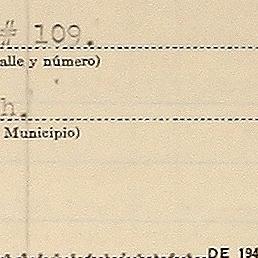 # 109.
alle y número)
h.
Municipio)
DE 194